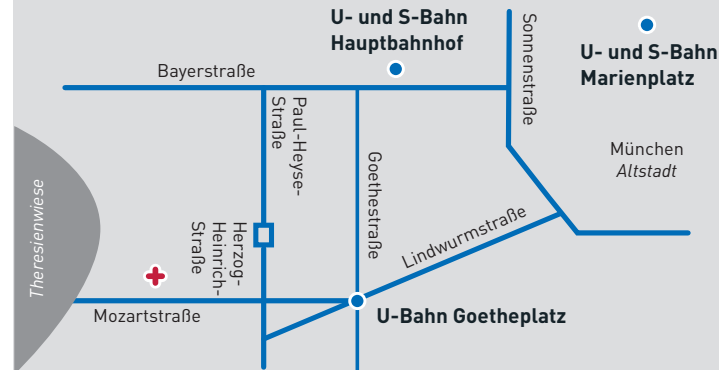 U- und S-Bahn
Hauptbahnhof
Sonnenstraße
U- und S-Bahn
Marienplatz
Bayerstraße
Paul-Heyse-
Straße
Goethestraße
München
Altstadt
Theresienwiese
Herzog-
Heinrich-
Straße
Lindwurmstraße
Mozartstraße
U-Bahn Goetheplatz